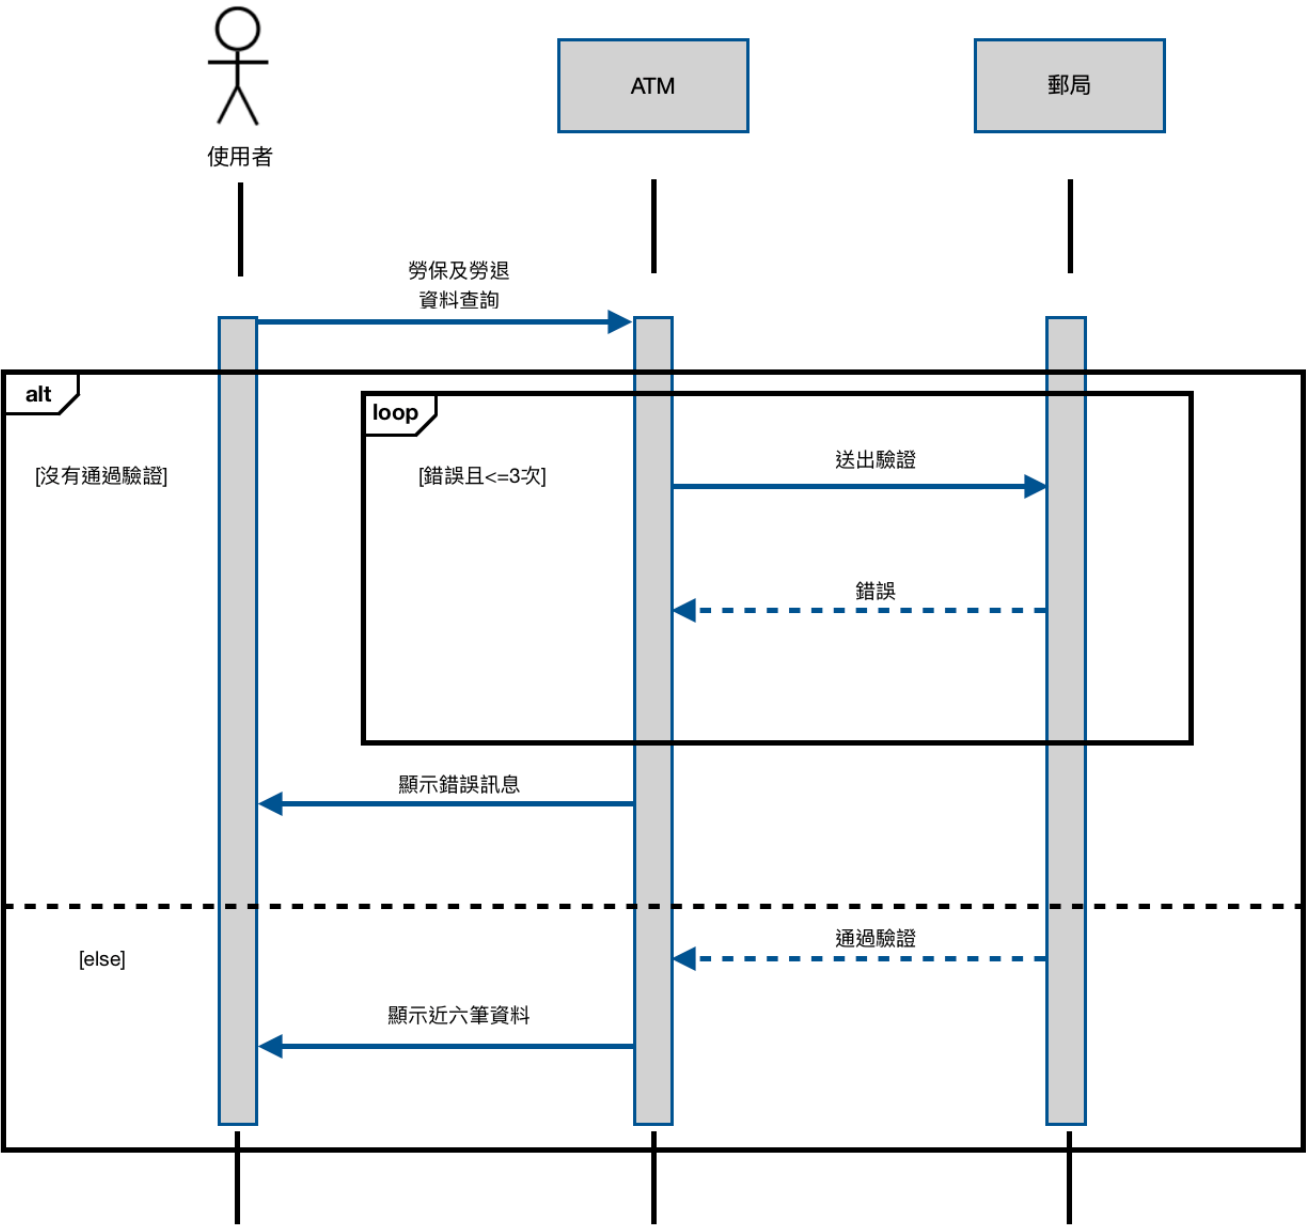 使用者
ATM
郵局
勞保及勞退
資料查詢
alt
loop
[沒有通過驗證]
[錯誤且<=3次]
送出驗證
錯誤
顯示錯誤訊息
[else]
通過驗證
顯示近六筆資料